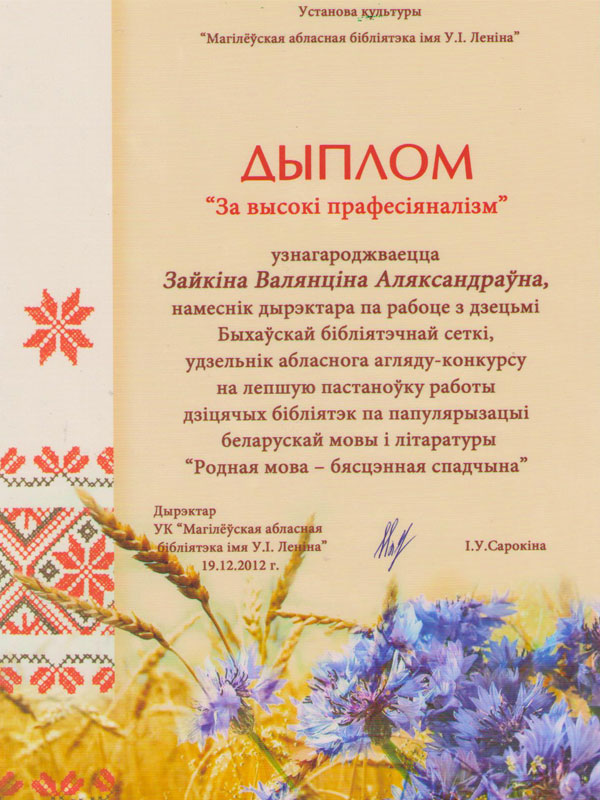 Установа культуры
“Магілёўская абласная бібліятэка імя У.І. Леніна”
ДЫПЛОМ
“За высокі прафесіяналізм”
узнагароджваецца
Зайкіна Валянціна Аляксандраўна,
намеснік дырэктара па рабоце з дзецьмі
Быхаўскай бібліятэчнай сеткі,
удзельнік абласнога агляду-конкурсу
на лепшую пастаноўку работы
дзіцячых бібліятэк па папулярызацыі
беларускай мовы і літаратуры
“Родная мова – бясцэнная спадчына”
Дырэктар
УК “Магілёўская абласная
бібліятэка імя У.І. Леніна”
І.У.Сарокіна
19.12.2012 г.